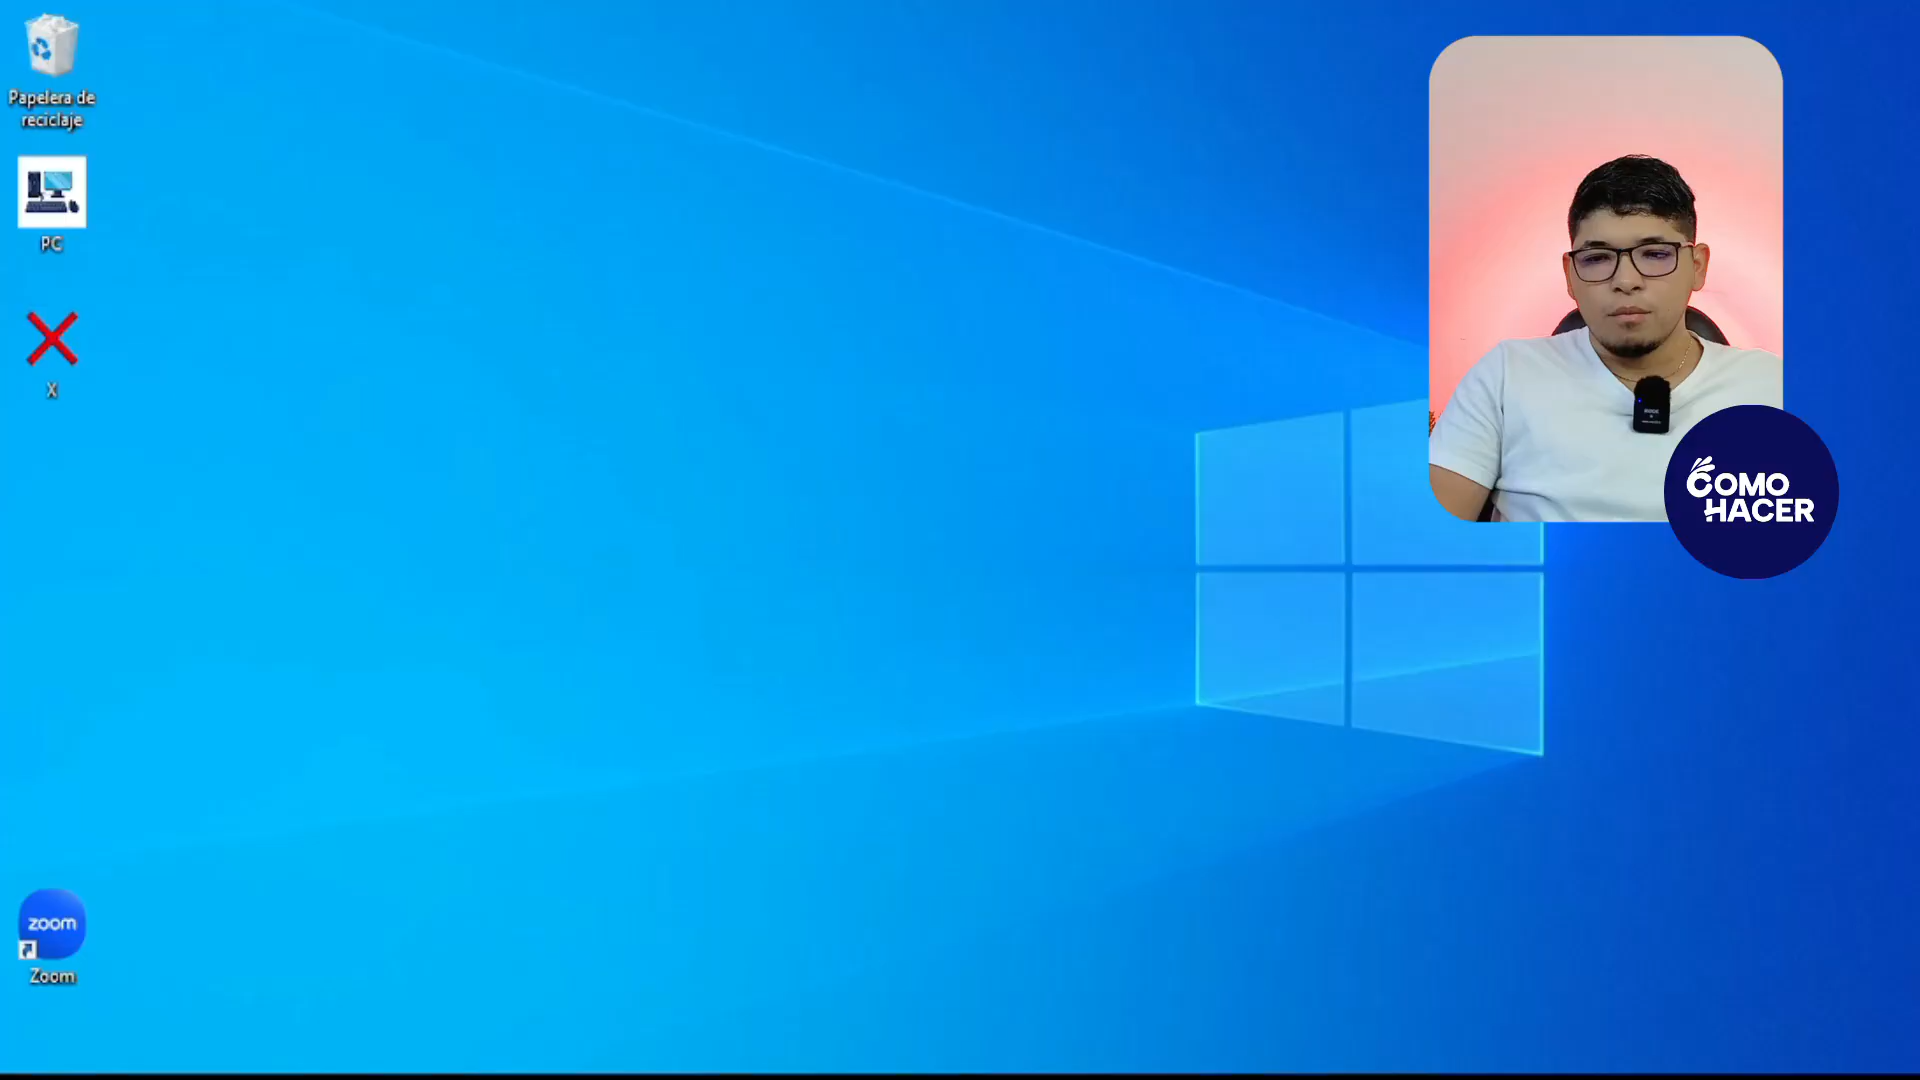 Papelera de
reciclaje
PC
X
zoom
Zoom
COMO
HACER